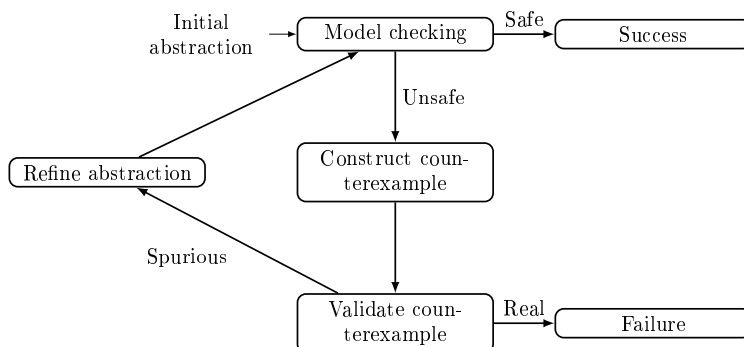 Initial
abstraction
Model checking
Safe
Success
Unsafe
Construct coun-
terexample
Refine abstraction
Spurious
Validate coun-
terexample
Real
Failure